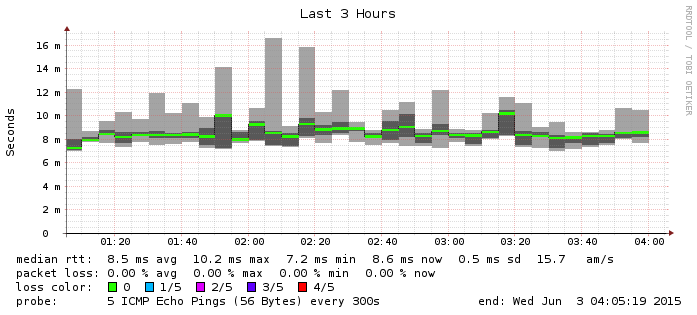 Last 3 Hours
RRDTOOL / TOBI OETIKER
Seconds
16 m
14 m
12 m
10 m
8 m
6 m
4 m
2 m
0
01:20 01:40 02:00 02:20 02:40 03:00 03:20 03:40 04:00
median rtt: 8.5 ms avg 10.2 ms max 7.2 ms min 8.6 ms now 0.5 ms sd 15.7 am/s
packet loss: 0.00 % avg 0.00 % max 0.00 % min 0.00 % now
loss color: 0 1/5 2/5 3/5 4/5
probe: 5 ICMP Echo Pings (56 Bytes) every 300s end: Wed Jun 3 04:05:19 2015